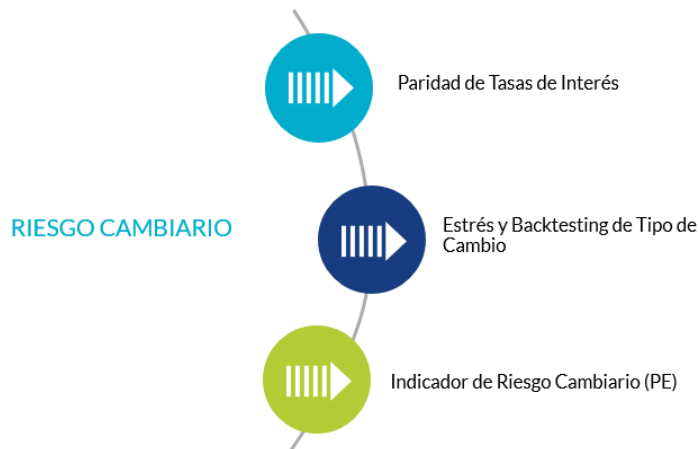 Paridad de Tasas de Interés
RIESGO CAMBIARIO
Estrés y Backtesting de Tipo de
Cambio
Indicador de Riesgo Cambiario (PE)